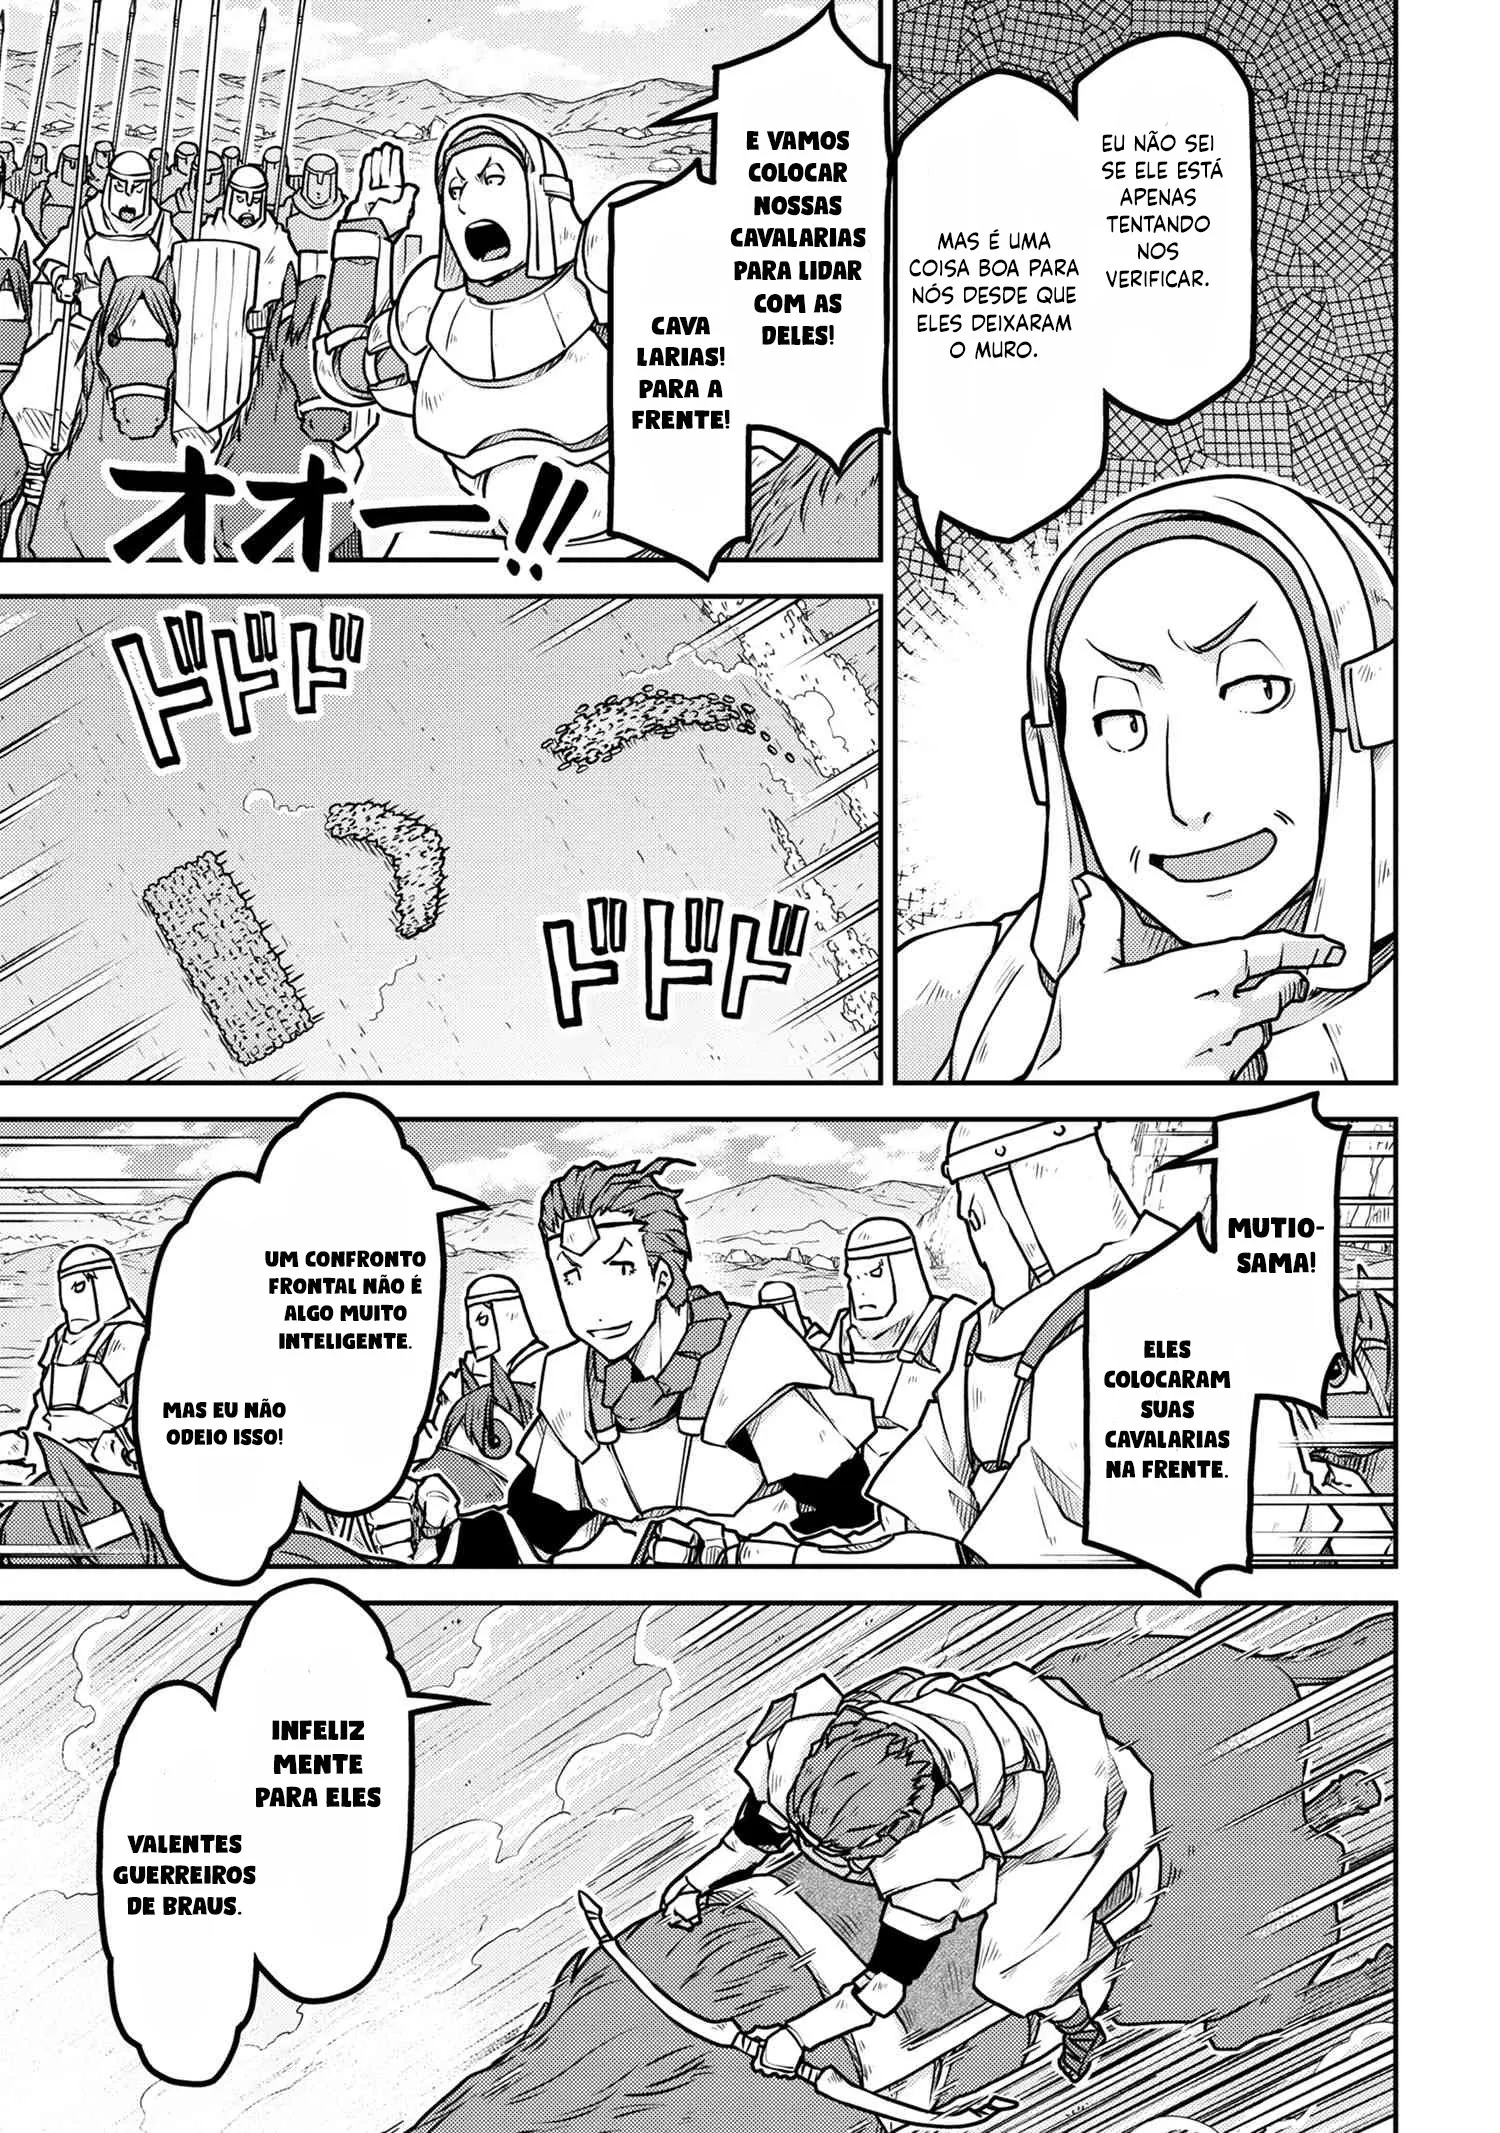 EU NÃO SEI
SE ELE ESTÁ
APENAS
TENTANDO
NOS
VERIFICAR.
MAS É UMA
COISA BOA PARA
NÓS DESDE QUE
ELES DEIXARAM
O MURO.
E VAMOS
COLOCAR
NOSSAS
CAVALARIAS
PARA LIDAR
COM AS
DELES!
CAVA
LARIAS!
PARA A
FRENTE!
オオー!!
ドドド
ドドド
MUTIO-
SAMA!
ELES
COLOCARAM
SUAS
CAVALARIAS
NA FRENTE.
UM CONFRONTO
FRONTAL NÃO É
ALGO MUITO
INTELIGENTE.
MAS EU NÃO
ODEIO ISSO!
INFELIZ
MENTE
PARA ELES
VALENTES
GUERREIROS
DE BRAUS.